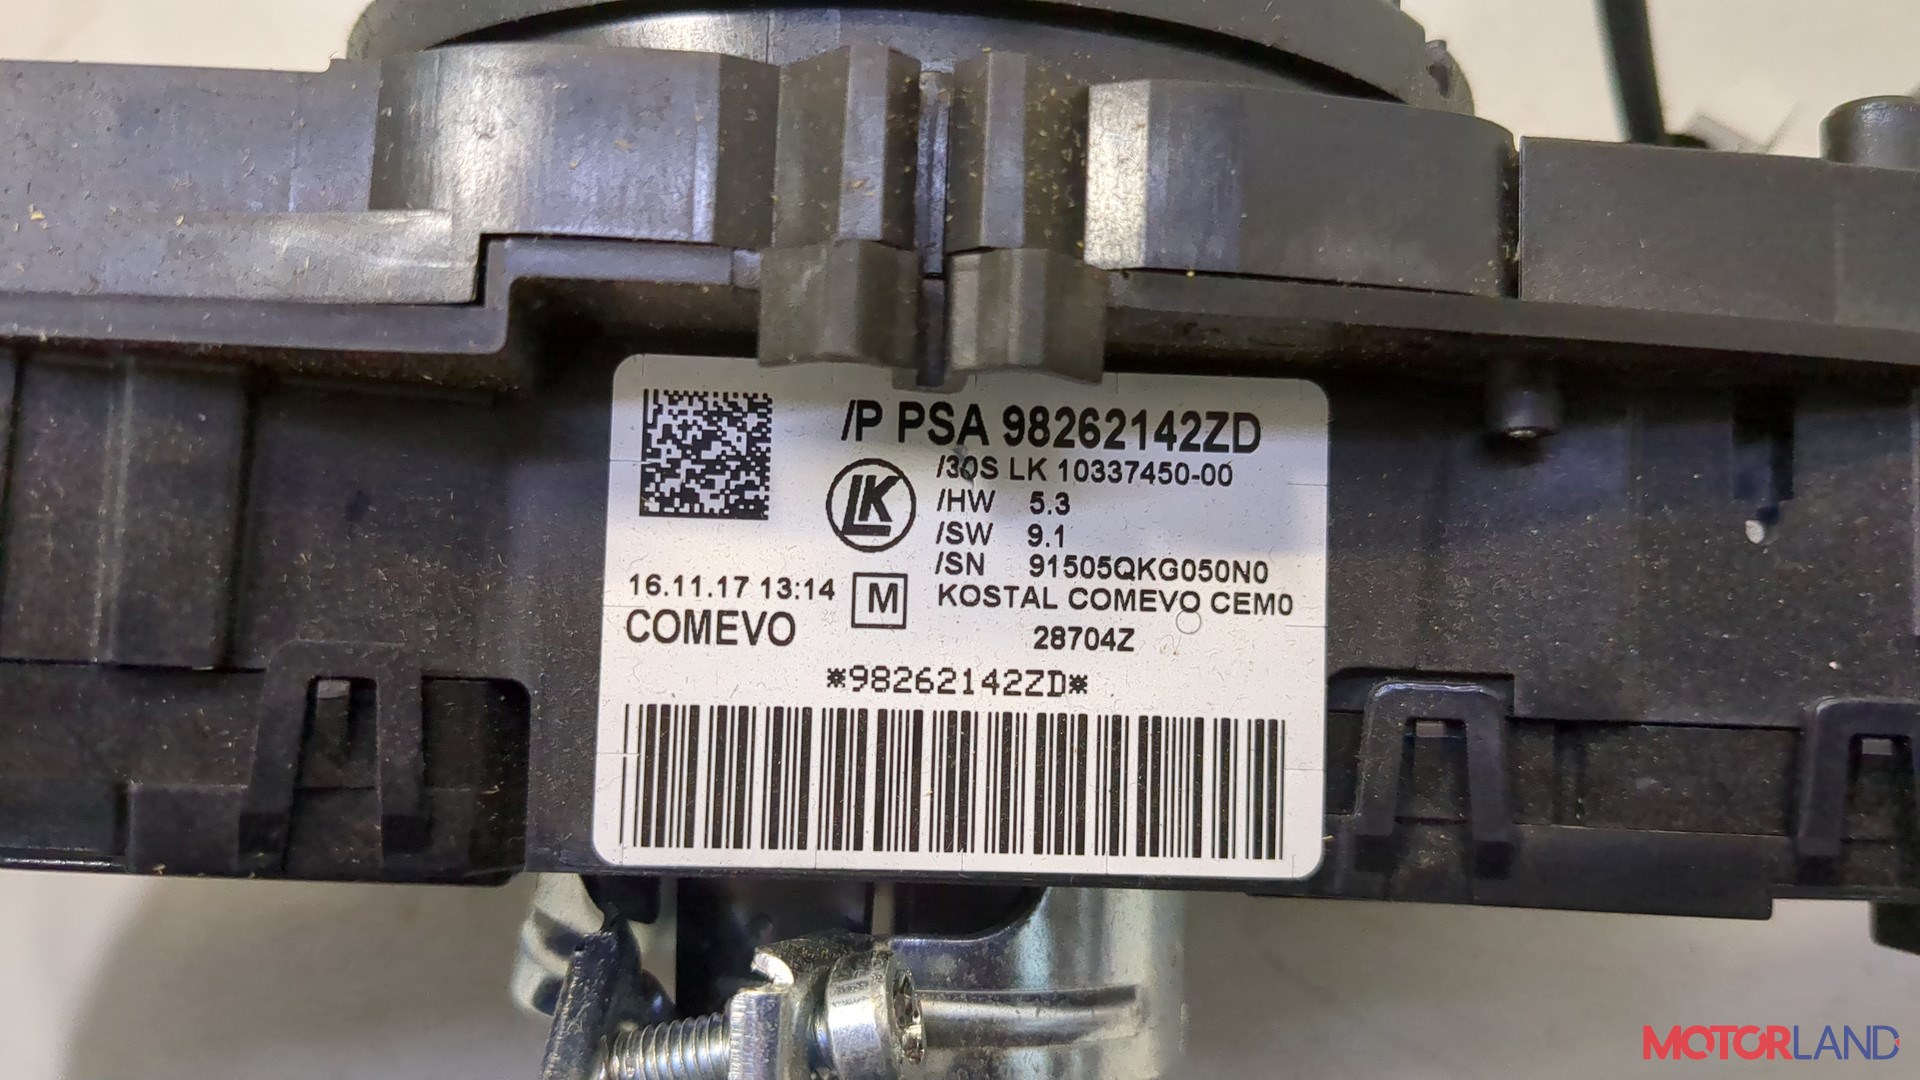 /P PSA 98262142ZD
/30S LK 10337450-00
LK
/HW 5.3
/SW 9.1
/SN 91505QKG050N0
16.11.17 13:14
M
KOSTAL COMEVO CEM0
COMEVO
28704Z
*98262142ZD*
MOTORLAND